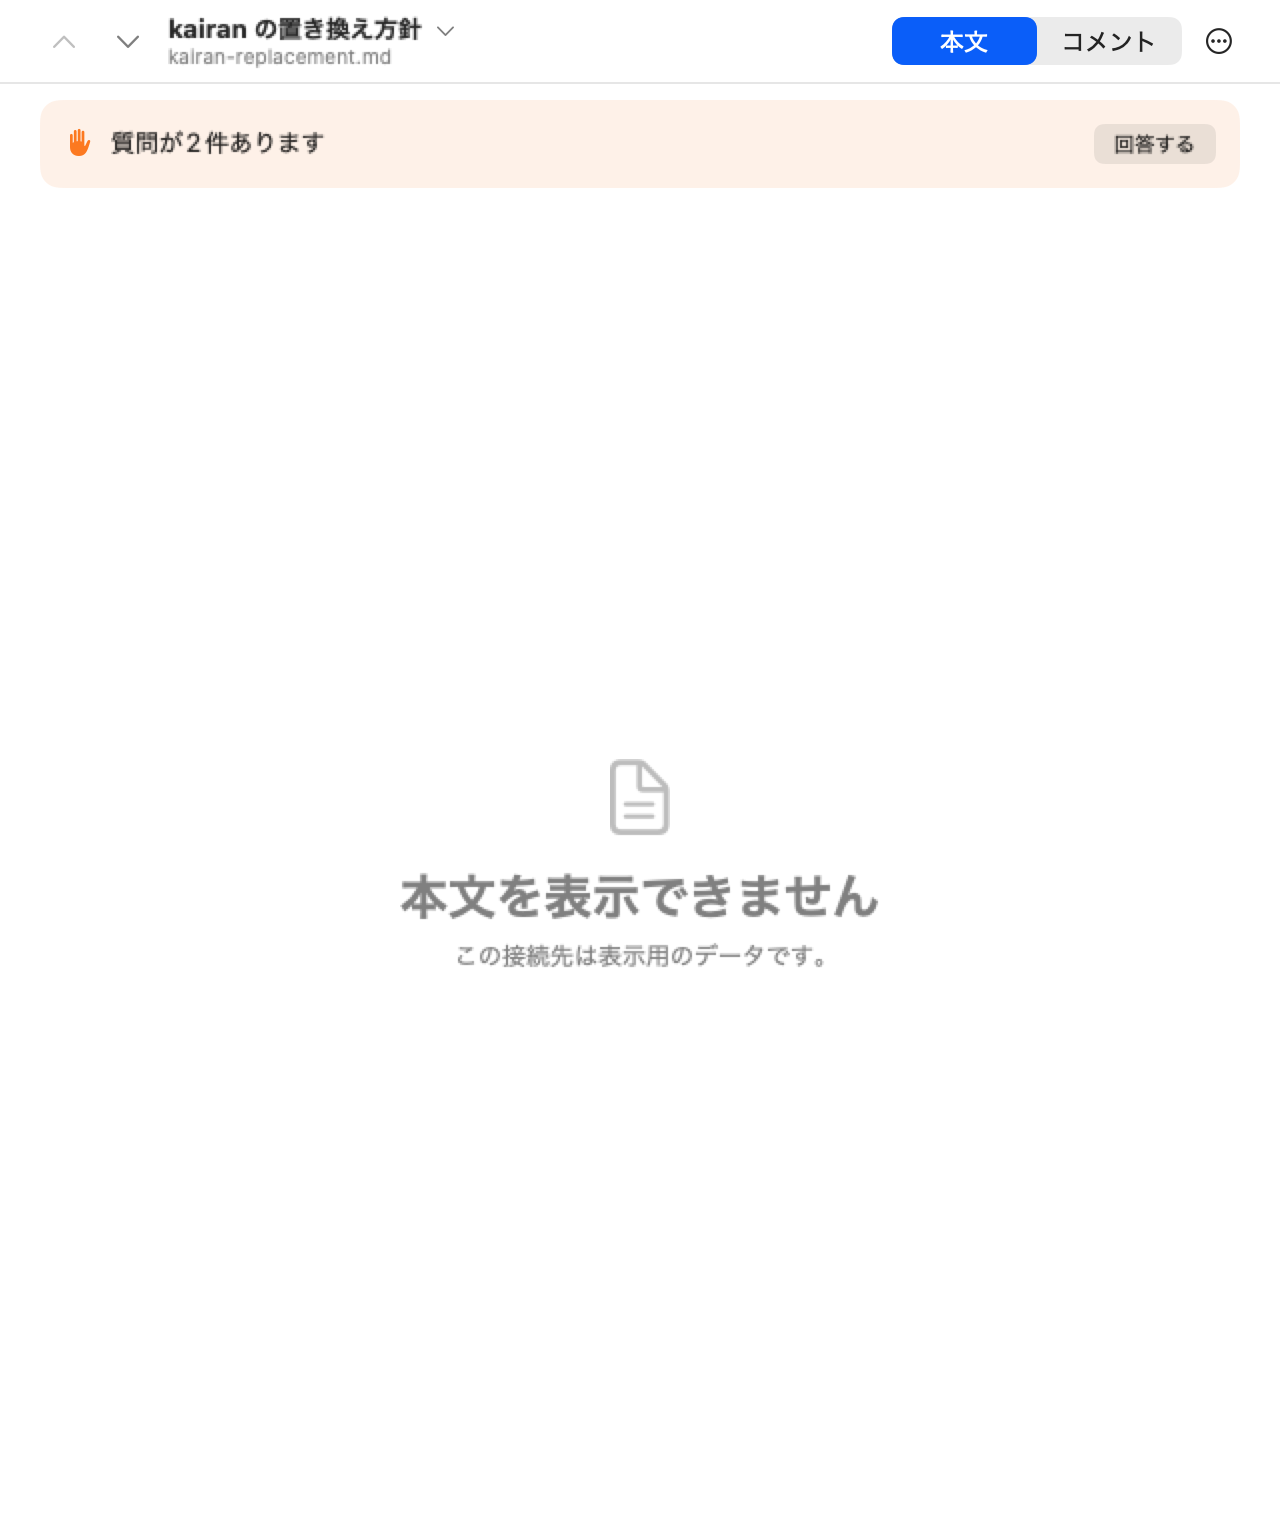 kairan の置き換え方針
kairan-replacement.md
本文
コメント
質問が2件あります
回答する
本文を表示できません
この接続先は表示用のデータです。